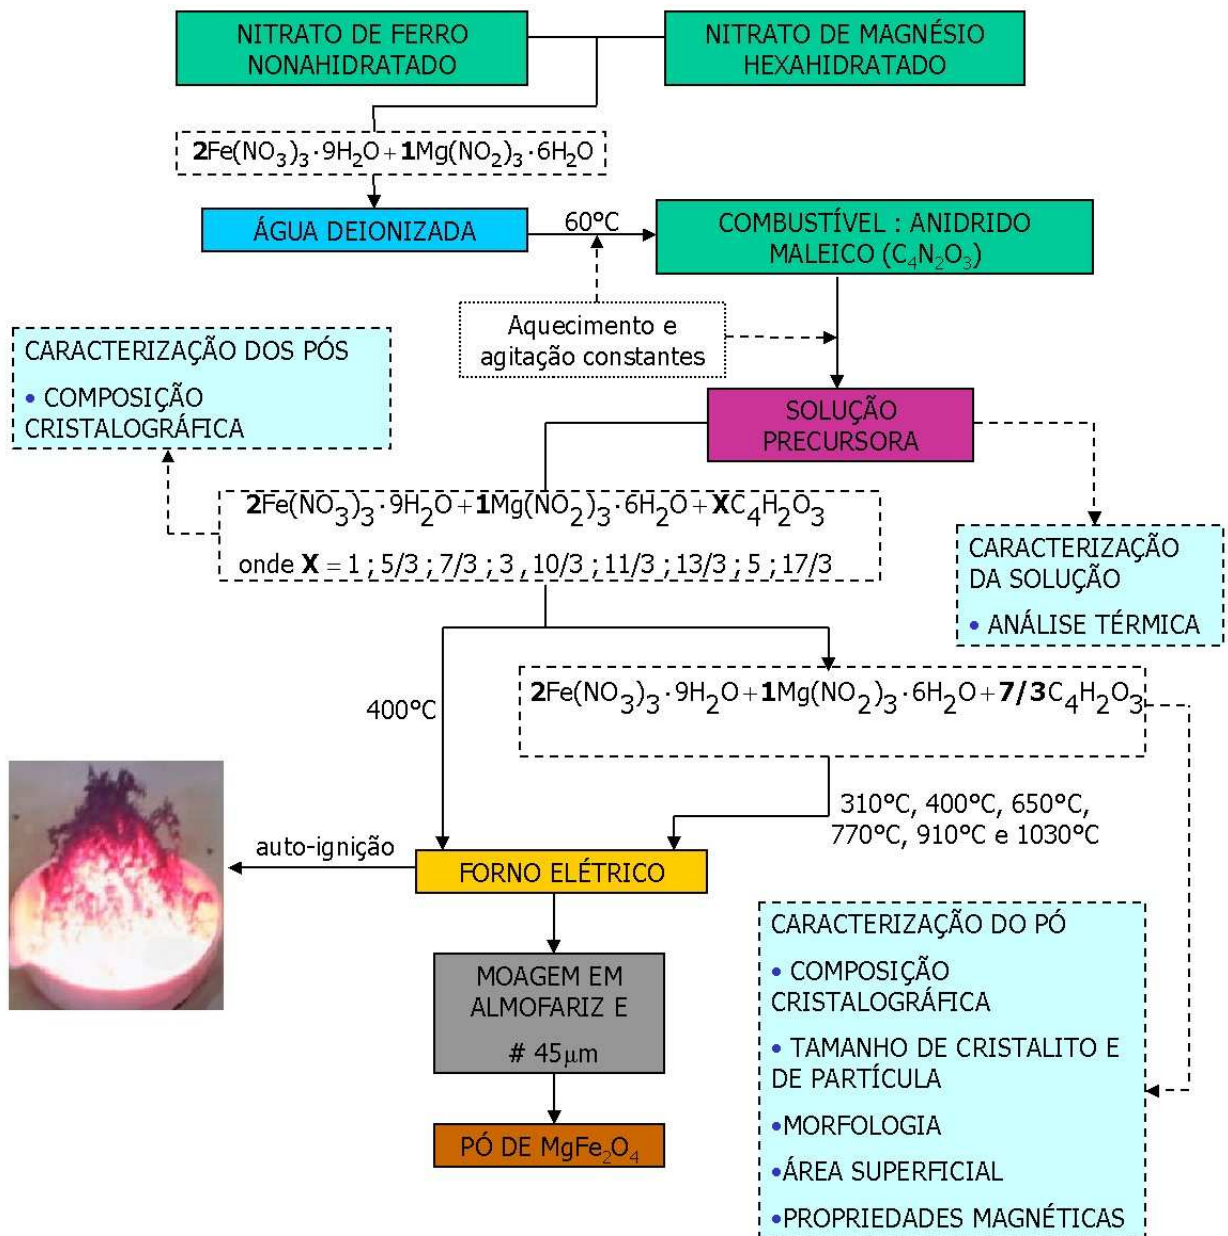 NITRATO DE FERRO
NONAHIDRATADO
NITRATO DE MAGNÉSIO
HEXAHIDRATADO
2Fe(NO₃)₃·9H₂O+1Mg(NO₂)₃·6H₂O
ÁGUA DEIONIZADA
60°C
COMBUSTÍVEL : ANIDRIDO
MALEICO (C₄N₂O₃)
Aquecimento e
agitação constantes
CARACTERIZAÇÃO DOS PÓS
• COMPOSIÇÃO
CRISTALOGRÁFICA
SOLUÇÃO
PRECURSORA
2Fe(NO₃)₃·9H₂O+1Mg(NO₂)₃·6H₂O+XC₄H₂O₃
onde X = 1 ; 5/3 ; 7/3 ; 3 , 10/3 ; 11/3 ; 13/3 ; 5 ; 17/3
CARACTERIZAÇÃO
DA SOLUÇÃO
• ANÁLISE TÉRMICA
400°C
2Fe(NO₃)₃·9H₂O+1Mg(NO₂)₃·6H₂O+7/3C₄H₂O₃
310°C, 400°C, 650°C,
770°C, 910°C e 1030°C
auto-ignição
FORNO ELÉTRICO
MOAGEM EM
ALMOFARIZ E
# 45μm
PÓ DE MgFe₂O₄
CARACTERIZAÇÃO DO PÓ
• COMPOSIÇÃO
CRISTALOGRÁFICA
• TAMANHO DE CRISTALITO E
DE PARTÍCULA
•MORFOLOGIA
•ÁREA SUPERFICIAL
•PROPRIEDADES MAGNÉTICAS